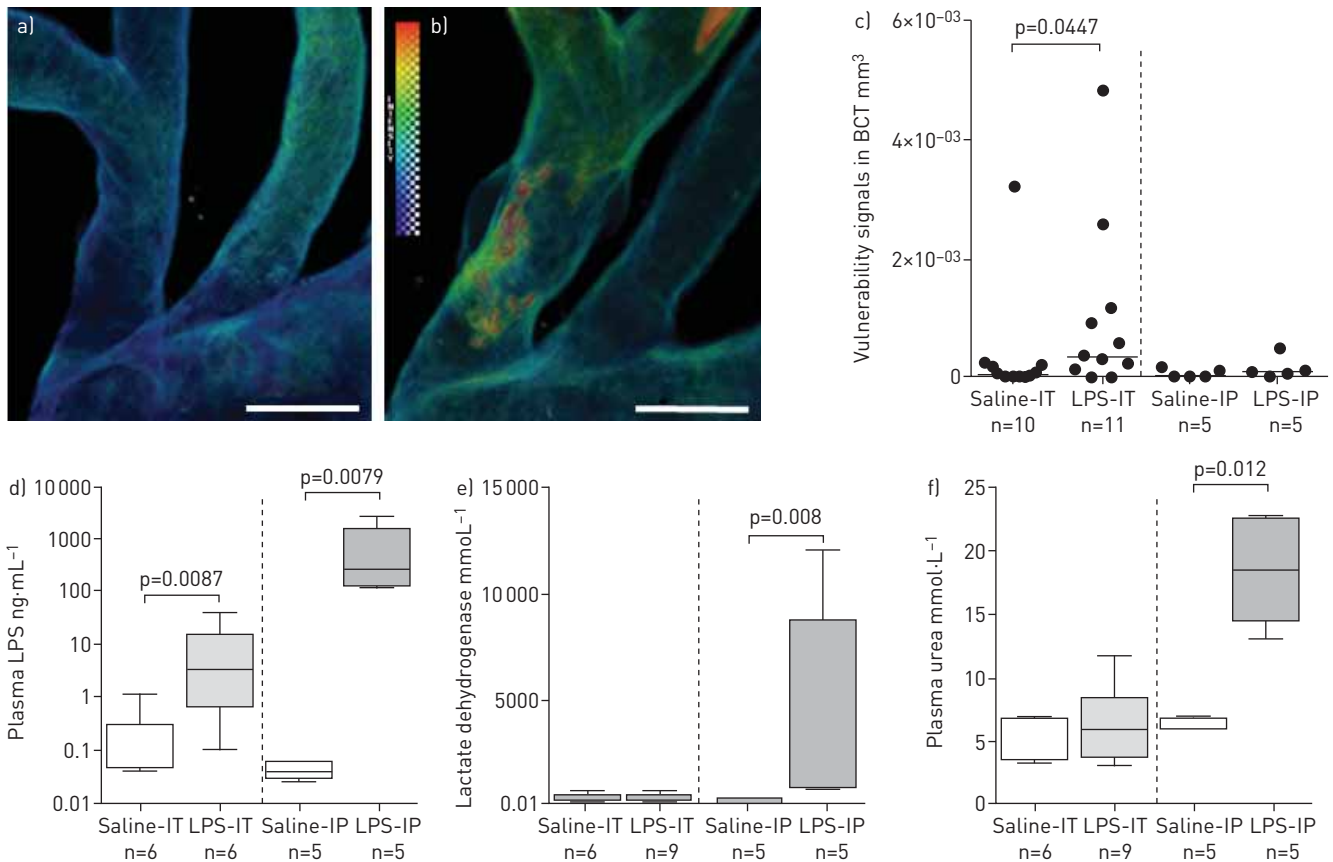 a)
b)
c)
6×10⁻⁰³
4×10⁻⁰³
2×10⁻⁰³
0
Vulnerability signals in BCT mm³
p=0.0447
Saline-IT LPS-IT Saline-IP LPS-IP
n=10 n=11 n=5 n=5
d)
10 000
1000
100
10
1
0.1
0.01
Plasma LPS ng·mL⁻¹
p=0.0087
p=0.0079
Saline-IT LPS-IT Saline-IP LPS-IP
n=6 n=6 n=5 n=5
e)
15 000
10 000
5000
0.01
Lactate dehydrogenase mmoL⁻¹
p=0.008
Saline-IT LPS-IT Saline-IP LPS-IP
n=6 n=9 n=5 n=5
f)
25
20
15
10
5
0
Plasma urea mmol·L⁻¹
p=0.012
Saline-IT LPS-IT Saline-IP LPS-IP
n=6 n=9 n=5 n=5